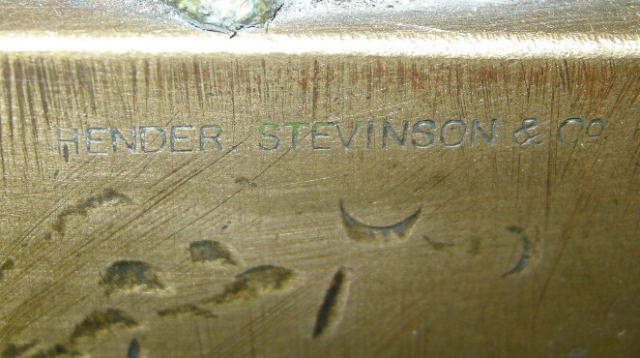 HENDER. STEVINSON & Co